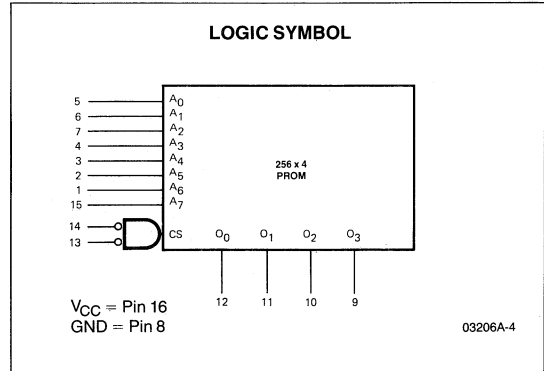 LOGIC SYMBOL
5 A0
6 A1
7 A2
4 A3
3 A4
2 A5
1 A6
15 A7
256 x 4
PROM
14
13
CS O0 O1 O2 O3
12 11 10 9
VCC = Pin 16
GND = Pin 8
03206A-4